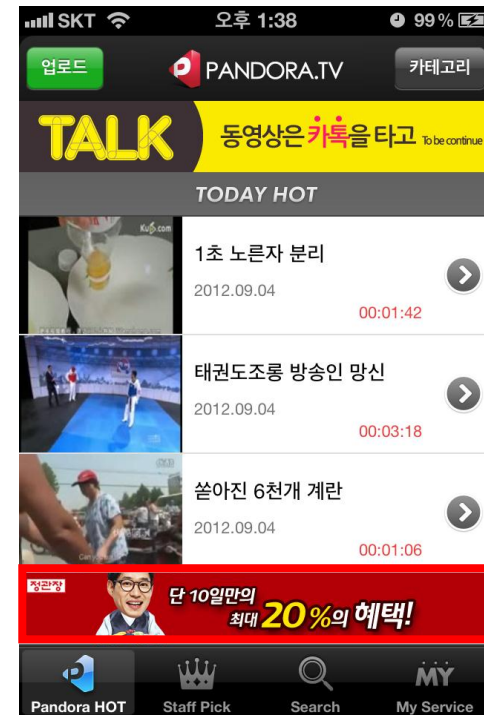 SKT 오후 1:38 99%
업로드 PANDORA.TV 카테고리
TALK 동영상은 카톡을 타고 To be continue
TODAY HOT
Kups.com
1초 노른자 분리
2012.09.04
00:01:42
태권도조롱 방송인 망신
2012.09.04
00:03:18
쏟아진 6천개 계란
2012.09.04
00:01:06
정관장
단 10일만의
최대 20%의 혜택!
Pandora HOT Staff Pick Search My Service
MY